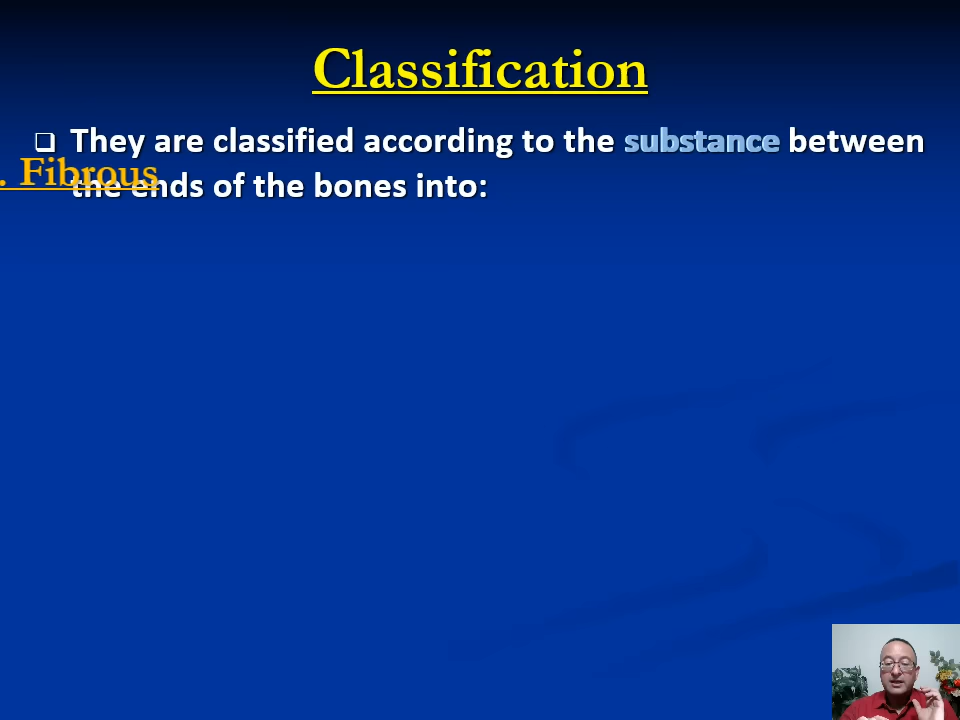 Classification
❑ They are classified according to the substance between
the ends of the bones into:
. Fibrous